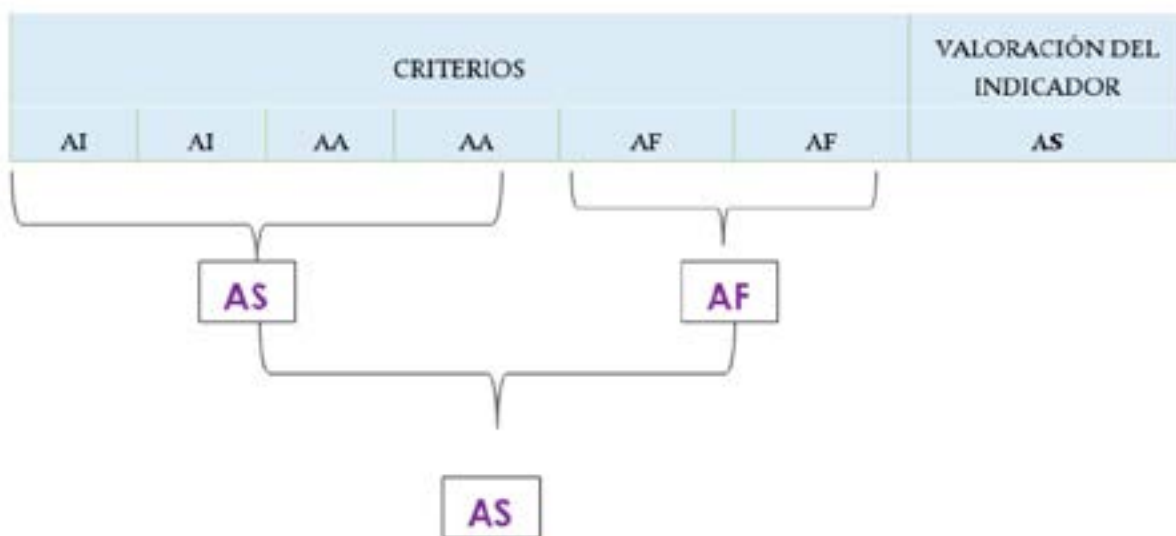 CRITERIOS
VALORACIÓN DEL
INDICADOR
AI AI AA AA AF AF AS
AS AF
AS